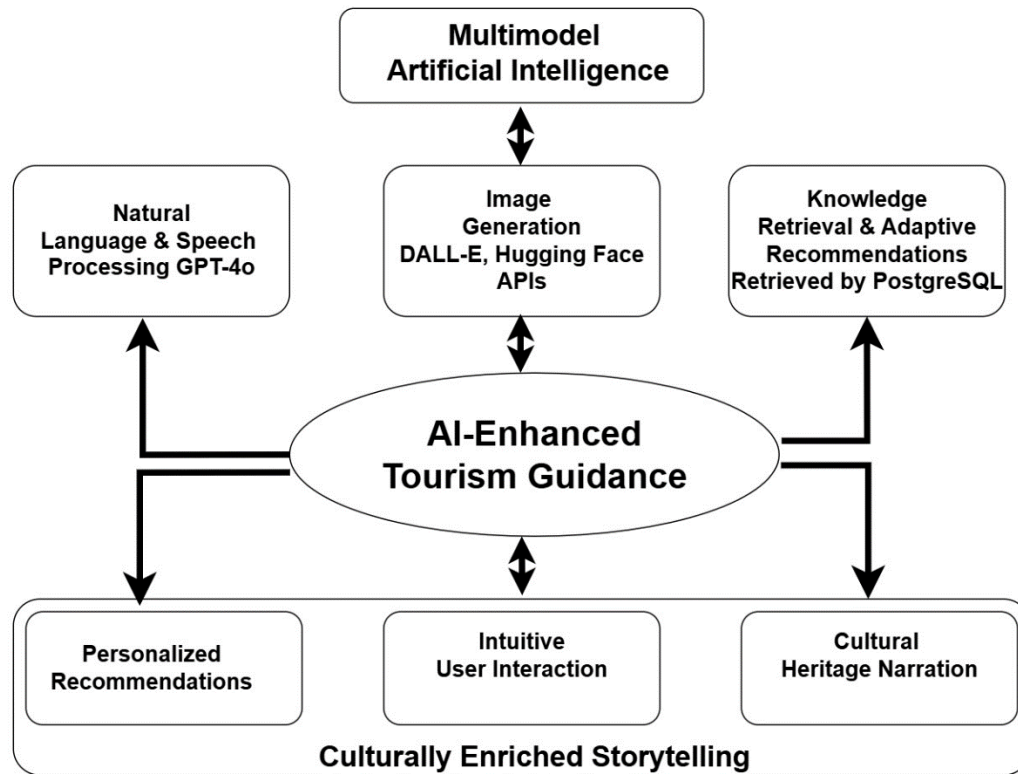 Multimodel
Artificial Intelligence
Natural
Language & Speech
Processing GPT-4o
Image
Generation
DALL-E, Hugging Face
APIs
Knowledge
Retrieval & Adaptive
Recommendations
Retrieved by PostgreSQL
AI-Enhanced
Tourism Guidance
Personalized
Recommendations
Intuitive
User Interaction
Cultural
Heritage Narration
Culturally Enriched Storytelling